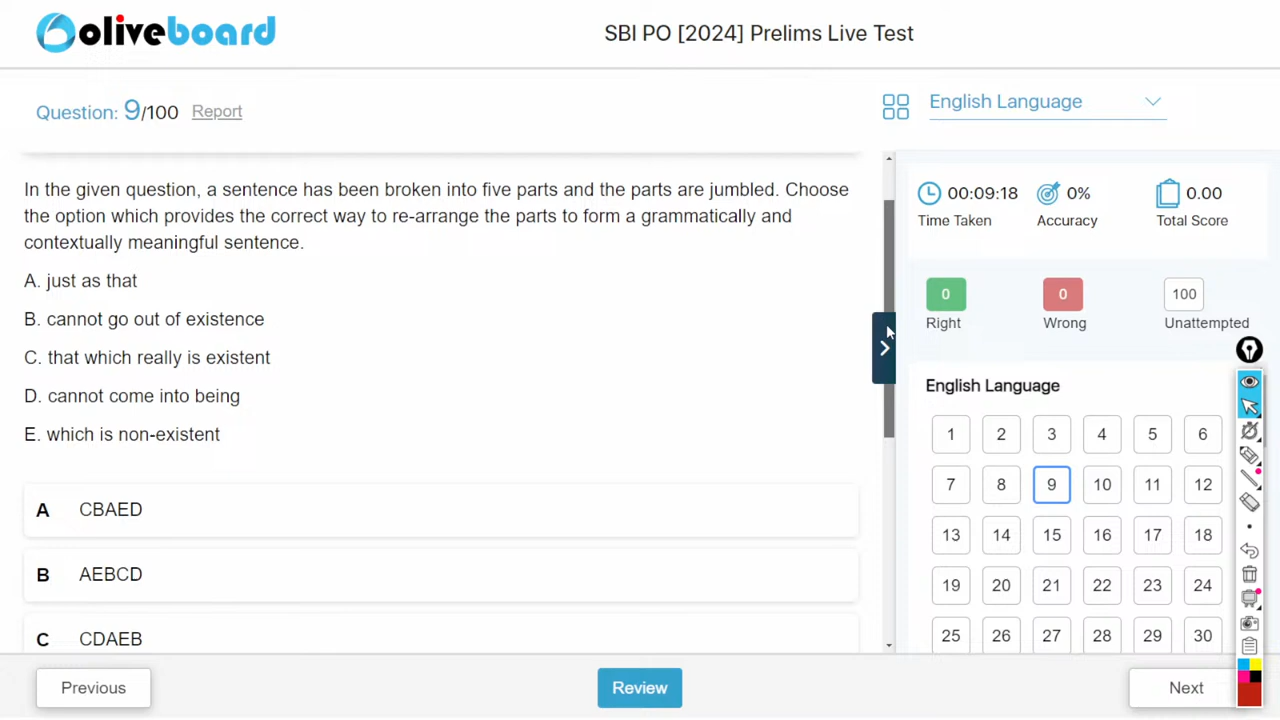 oliveboard
SBI PO [2024] Prelims Live Test
Question: 9/100 Report
English Language
In the given question, a sentence has been broken into five parts and the parts are jumbled. Choose
the option which provides the correct way to re-arrange the parts to form a grammatically and
contextually meaningful sentence.
A. just as that
B. cannot go out of existence
C. that which really is existent
D. cannot come into being
E. which is non-existent
A CBAED
B AEBCD
C CDAEB
00:09:18
Time Taken
0%
Accuracy
0.00
Total Score
0
Right
0
Wrong
100
Unattempted
English Language
1 2 3 4 5 6
7 8 9 10 11 12
13 14 15 16 17 18
19 20 21 22 23 24
25 26 27 28 29 30
Previous
Review
Next